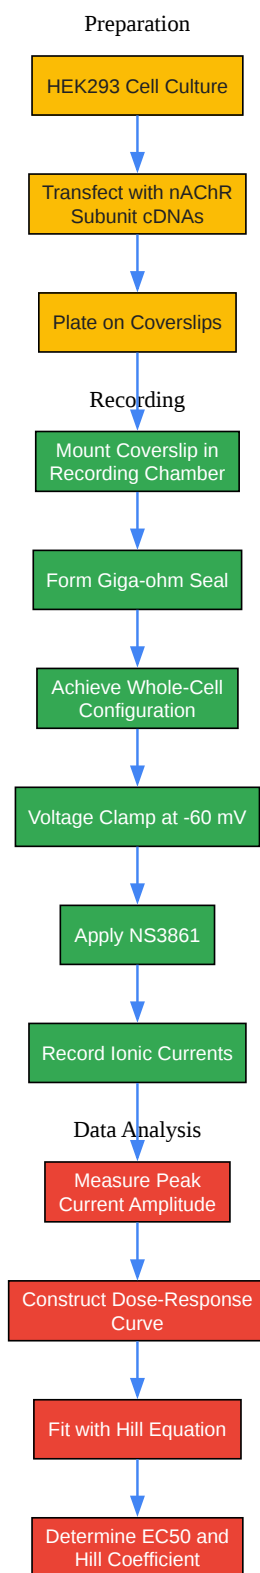 Preparation
HEK293 Cell Culture
Transfect with nAChR
Subunit cDNAs
Plate on Coverslips
Recording
Mount Coverslip in
Recording Chamber
Form Giga-ohm Seal
Achieve Whole-Cell
Configuration
Voltage Clamp at -60 mV
Apply NS3861
Record Ionic Currents
Data Analysis
Measure Peak
Current Amplitude
Construct Dose-Response
Curve
Fit with Hill Equation
Determine EC50 and
Hill Coefficient